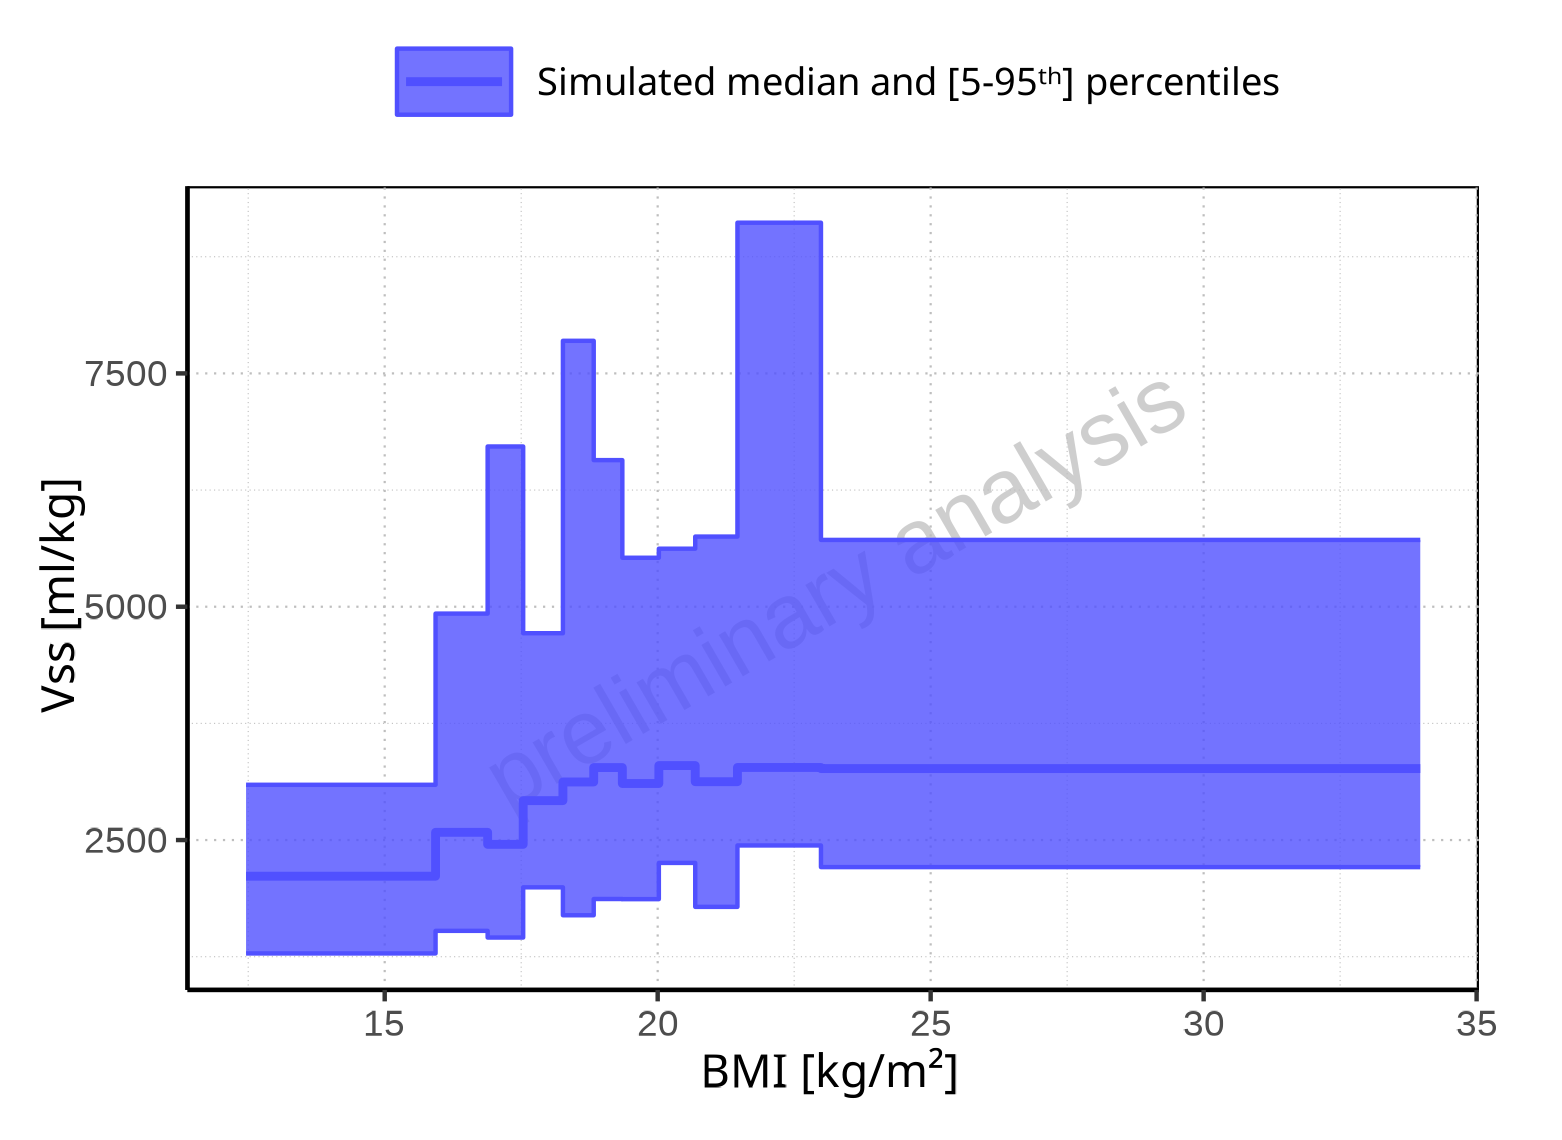 Simulated median and [5-95ᵗʰ] percentiles
7500
5000
2500
Vss [ml/kg]
preliminary analysis
15 20 25 30 35
BMI [kg/m²]